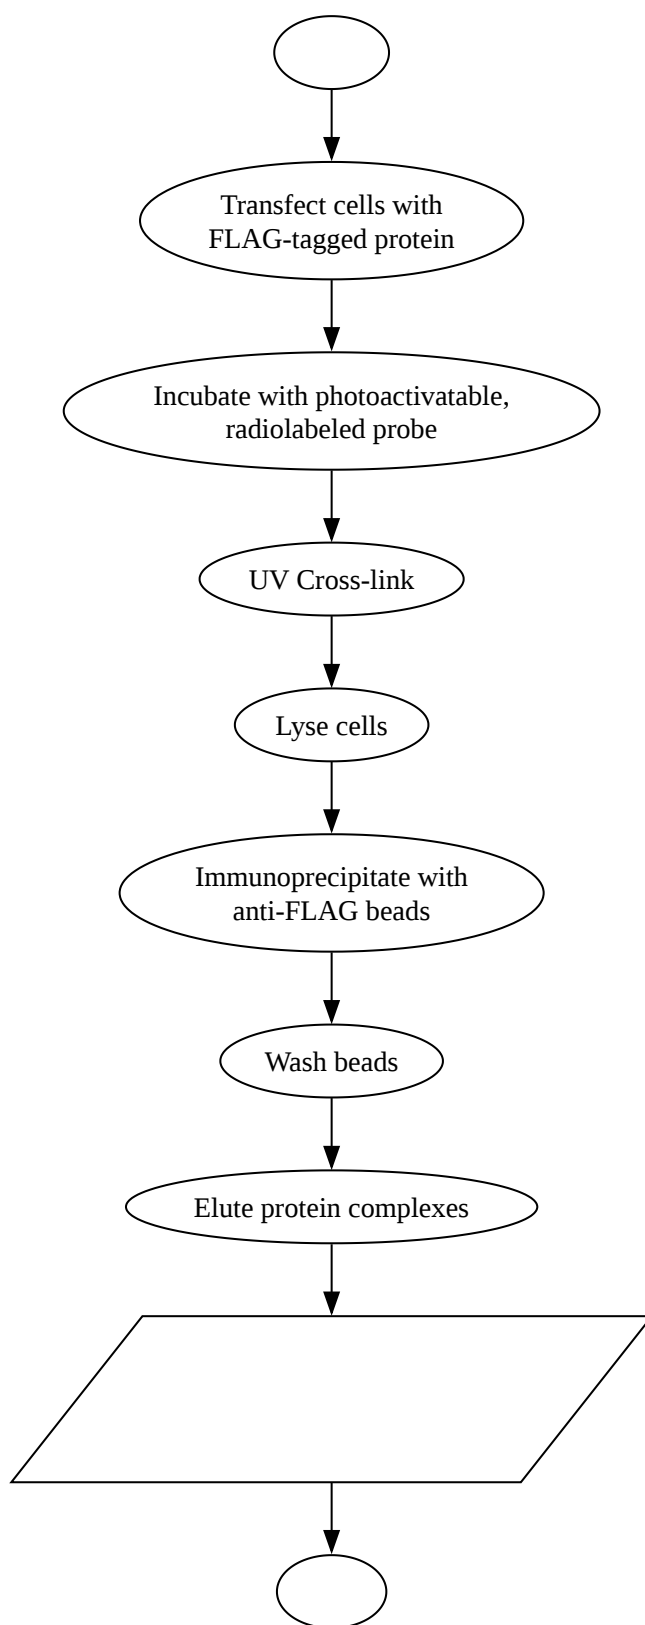 Transfect cells with
FLAG-tagged protein
Incubate with photoactivatable,
radiolabeled probe
UV Cross-link
Lyse cells
Immunoprecipitate with
anti-FLAG beads
Wash beads
Elute protein complexes